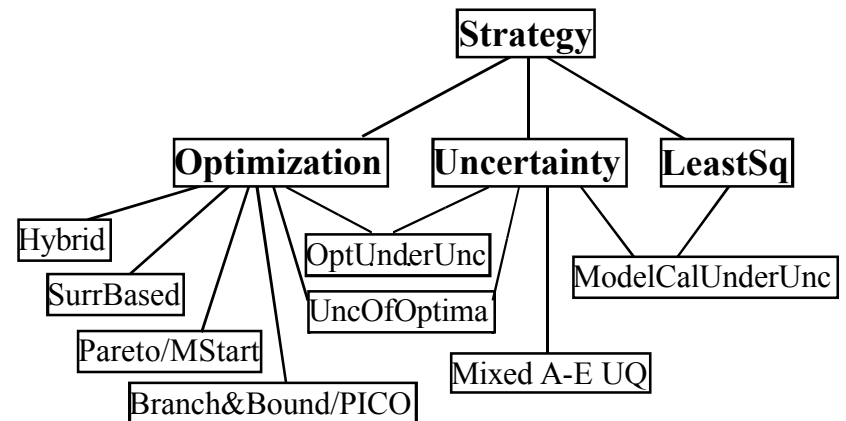 Strategy
Optimization
Uncertainty
LeastSq
Hybrid
OptUnderUnc
SurrBased
ModelCalUnderUnc
UncOfOptima
Pareto/MStart
Mixed A-E UQ
Branch&Bound/PICO